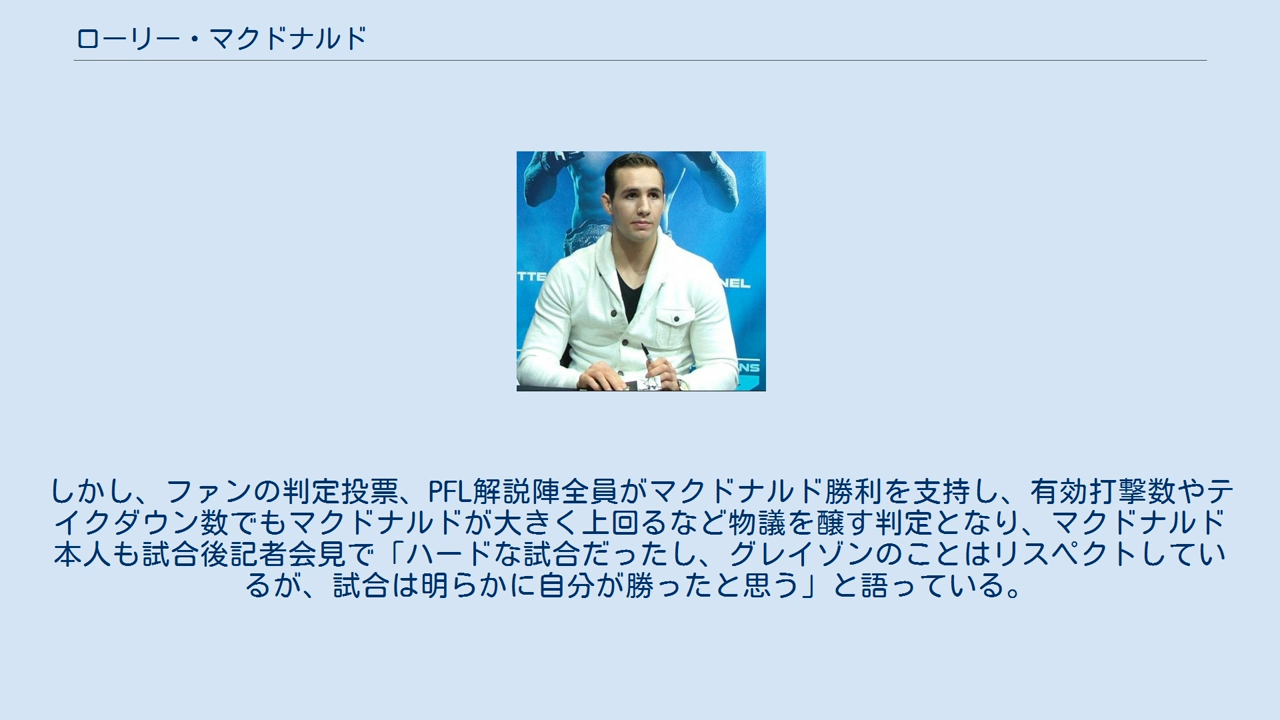 ローリー・マクドナルド
TTE
NEL
NS
しかし、ファンの判定投票、PFL解説陣全員がマクドナルド勝利を支持し、有効打撃数やテ
イクダウン数でもマクドナルドが大きく上回るなど物議を醸す判定となり、マクドナルド
本人も試合後記者会見で「ハードな試合だったし、グレイゾンのことはリスペクトしてい
るが、試合は明らかに自分が勝ったと思う」と語っている。